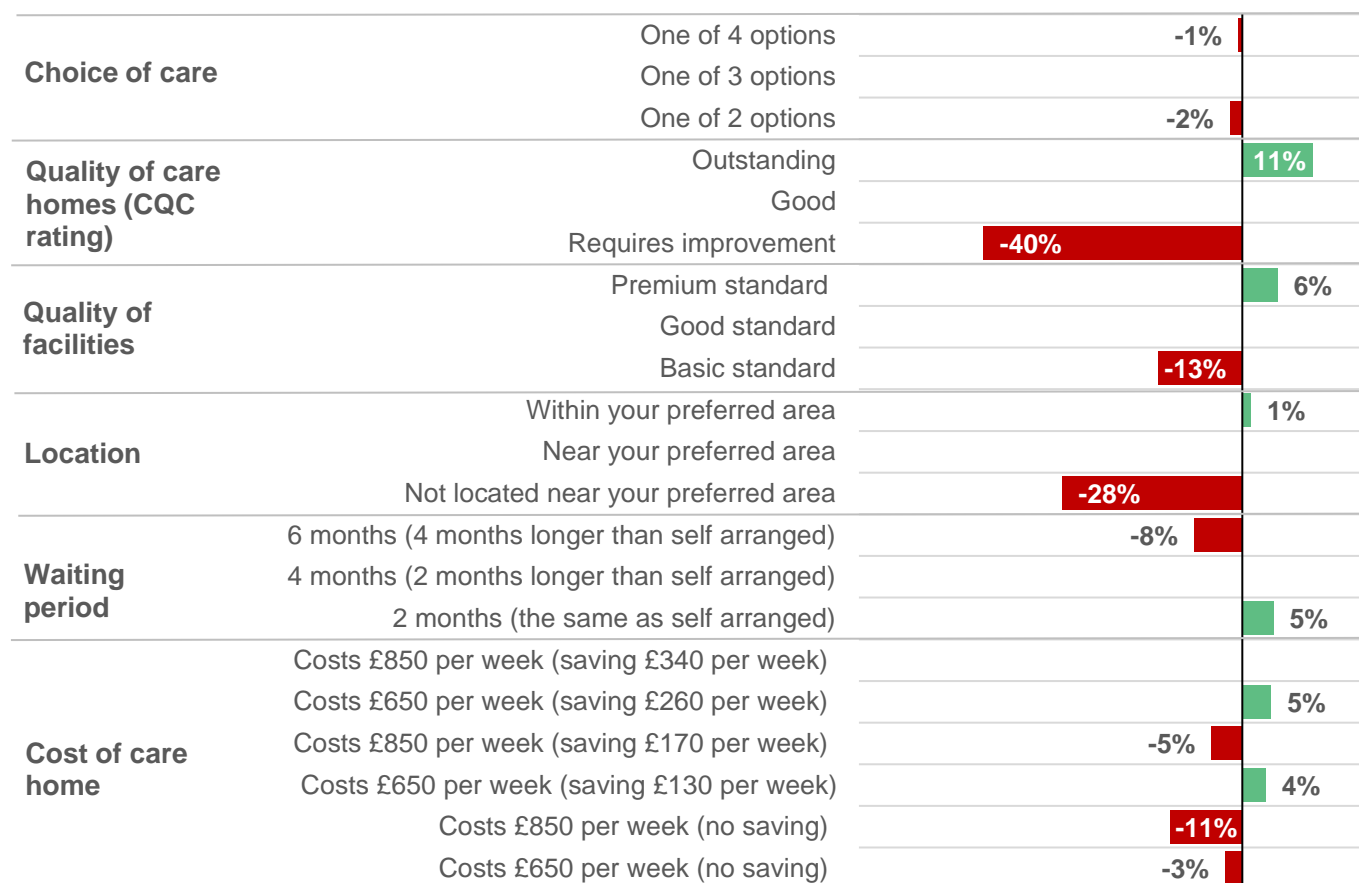 Choice of care
One of 4 options -1%
One of 3 options
One of 2 options -2%
Quality of care
homes (CQC
rating)
Outstanding 11%
Good
Requires improvement -40%
Quality of
facilities
Premium standard 6%
Good standard
Basic standard -13%
Location
Within your preferred area 1%
Near your preferred area
Not located near your preferred area -28%
Waiting
period
6 months (4 months longer than self arranged) -8%
4 months (2 months longer than self arranged)
2 months (the same as self arranged) 5%
Cost of care
home
Costs £850 per week (saving £340 per week)
Costs £650 per week (saving £260 per week) 5%
Costs £850 per week (saving £170 per week) -5%
Costs £650 per week (saving £130 per week) 4%
Costs £850 per week (no saving) -11%
Costs £650 per week (no saving) -3%